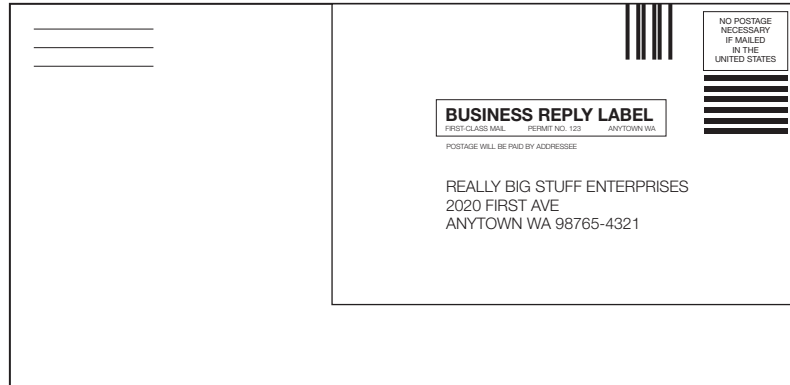 NO POSTAGE
NECESSARY
IF MAILED
IN THE
UNITED STATES
BUSINESS REPLY LABEL
FIRST-CLASS MAIL PERMIT NO. 123 ANYTOWN WA
POSTAGE WILL BE PAID BY ADDRESSEE
REALLY BIG STUFF ENTERPRISES
2020 FIRST AVE
ANYTOWN WA 98765-4321